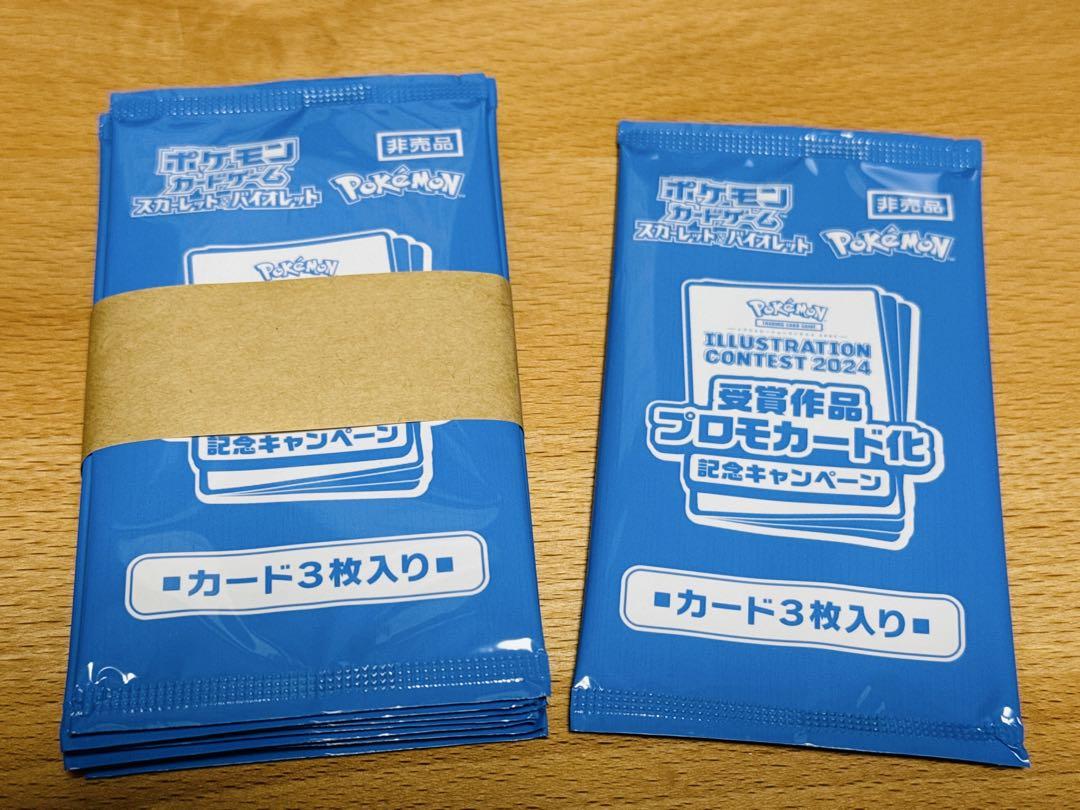 ポケモン
カードゲーム
スカーレット&バイオレット
非売品
POKéMON
POKéMON
記念キャンペーン
■カード3枚入り■
ポケモン
カードゲーム
スカーレット&バイオレット
非売品
POKéMON
POKéMON
TRADING CARD GAME
ILLUSTRATION
CONTEST 2024
受賞作品
プロモカード化
記念キャンペーン
■カード3枚入り■